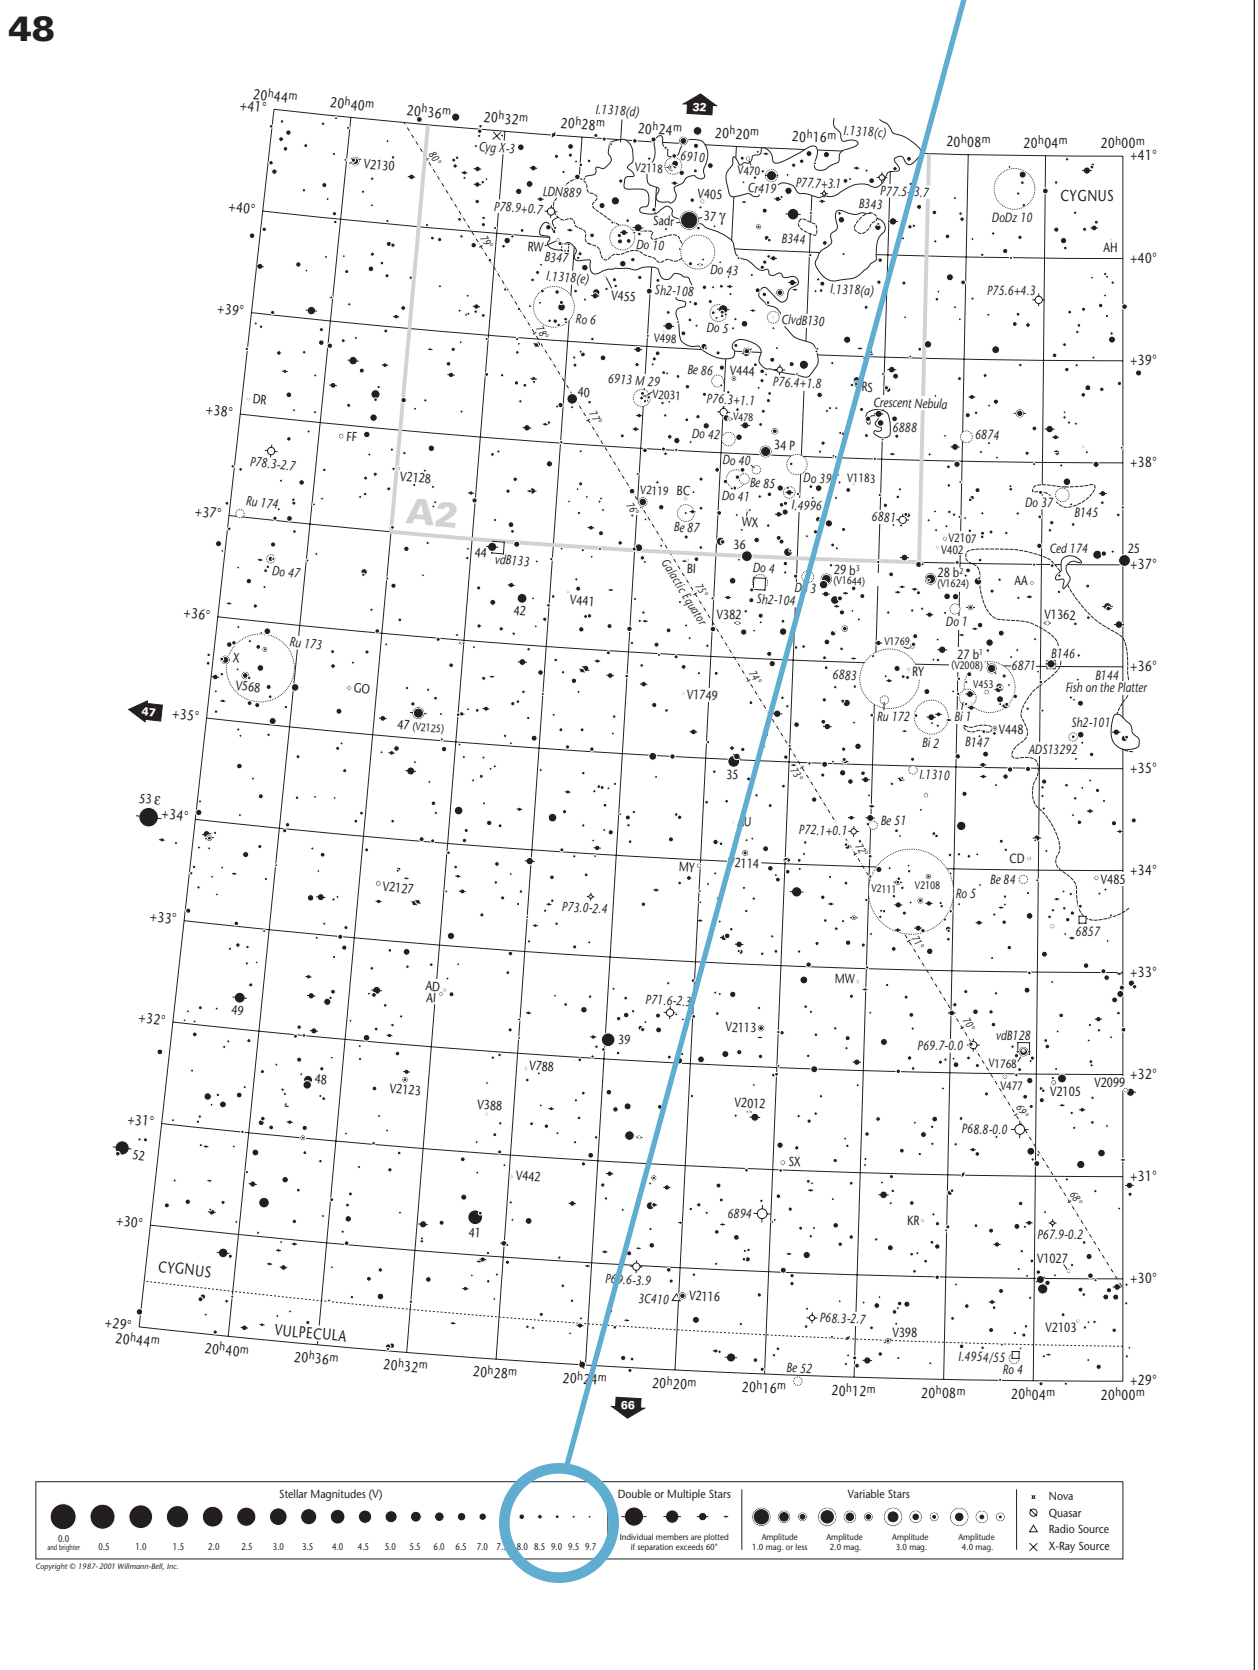 48
32
20h44m 20h40m 20h36m 20h32m 20h28m 20h24m 20h20m 20h16m 20h08m 20h04m 20h00m
I.1318(d)
I.1318(c)
+41°
+41°
Cyg X-3
V2130
80°
V2118
6910
V470
Cr419
P77.7+3.1
CYGNUS
LDN889
P78.9+0.7
V405
B343
DoDz 10
+40°
Sadr
37 γ
B344
79°
RW
B347
Do 10
Do 43
AH
+40°
I.1318(e)
V455
Sh2-108
I.1318(a)
P75.6+4.3
+39°
Ro 6
Do 5
ClvdB130
78°
V498
+39°
Be 86
V444
P76.4+1.8
6913 M 29
V2031
RS
40
P76.3+1.1
Crescent Nebula
DR
77°
V478
6888
+38°
FF
Do 42
34 P
6874
P78.3-2.7
Do 40
Do 39
+38°
V2128
Be 85
V1183
V2119
BC
Do 41
I.4996
Do 37
B145
Ru 174
76°
A2
+37°
Be 87
WX
6881
V2107
V402
Ced 174
25
44
vdB133
36
+37°
Do 47
BI
Do 4
29 b³
(V1644)
28 b²
(V1624)
AA
Galactic Equator
75°
Sh2-104
42
V441
V382
Do 1
V1362
+36°
Ru 173
V1769
27 b¹
(V2008)
6871
B146
X
74°
6883
RY
V453
B144
+36°
V568
GO
V1749
Fish on the Platter
47
+35°
47 (V2125)
Ru 172
Bi 2
Bi 1
B147
V448
Sh2-101
ADS13292
35
73°
I.1310
+35°
53 ε
+34°
P72.1+0.1
Be 51
72°
MY
V2114
CD
+34°
V2127
V2111
V2108
Be 84
V485
P73.0-2.4
Ro 5
+33°
6857
71°
AD
AI
MW
+33°
49
P71.6-2.3
+32°
39
V2113
70°
P69.7-0.0
vdB128
V1768
48
V2123
V788
V477
V2105
V2099
+32°
V388
V2012
69°
+31°
P68.8-0.0
52
SX
V442
+31°
68°
6894
KR
+30°
41
P67.9-0.2
CYGNUS
V1027
P69.6-3.9
+30°
3C410
V2116
P68.3-2.7
+29°
VULPECULA
V398
V2103
I.4954/55
Ro 4
+29°
Be 52
20h44m 20h40m 20h36m 20h32m 20h28m 20h24m 20h20m 20h16m 20h12m 20h08m 20h04m 20h00m
66
Stellar Magnitudes (V)
0.0 and brighter 0.5 1.0 1.5 2.0 2.5 3.0 3.5 4.0 4.5 5.0 5.5 6.0 6.5 7.0 8.0 8.5 9.0 9.5 9.7
Double or Multiple Stars
Individual members are plotted
if separation exceeds 60"
Variable Stars
Amplitude Amplitude Amplitude Amplitude
1.0 mag. or less 2.0 mag. 3.0 mag. 4.0 mag.
Nova
Quasar
Radio Source
X-Ray Source
Copyright © 1987-2001 Willmann-Bell, Inc.